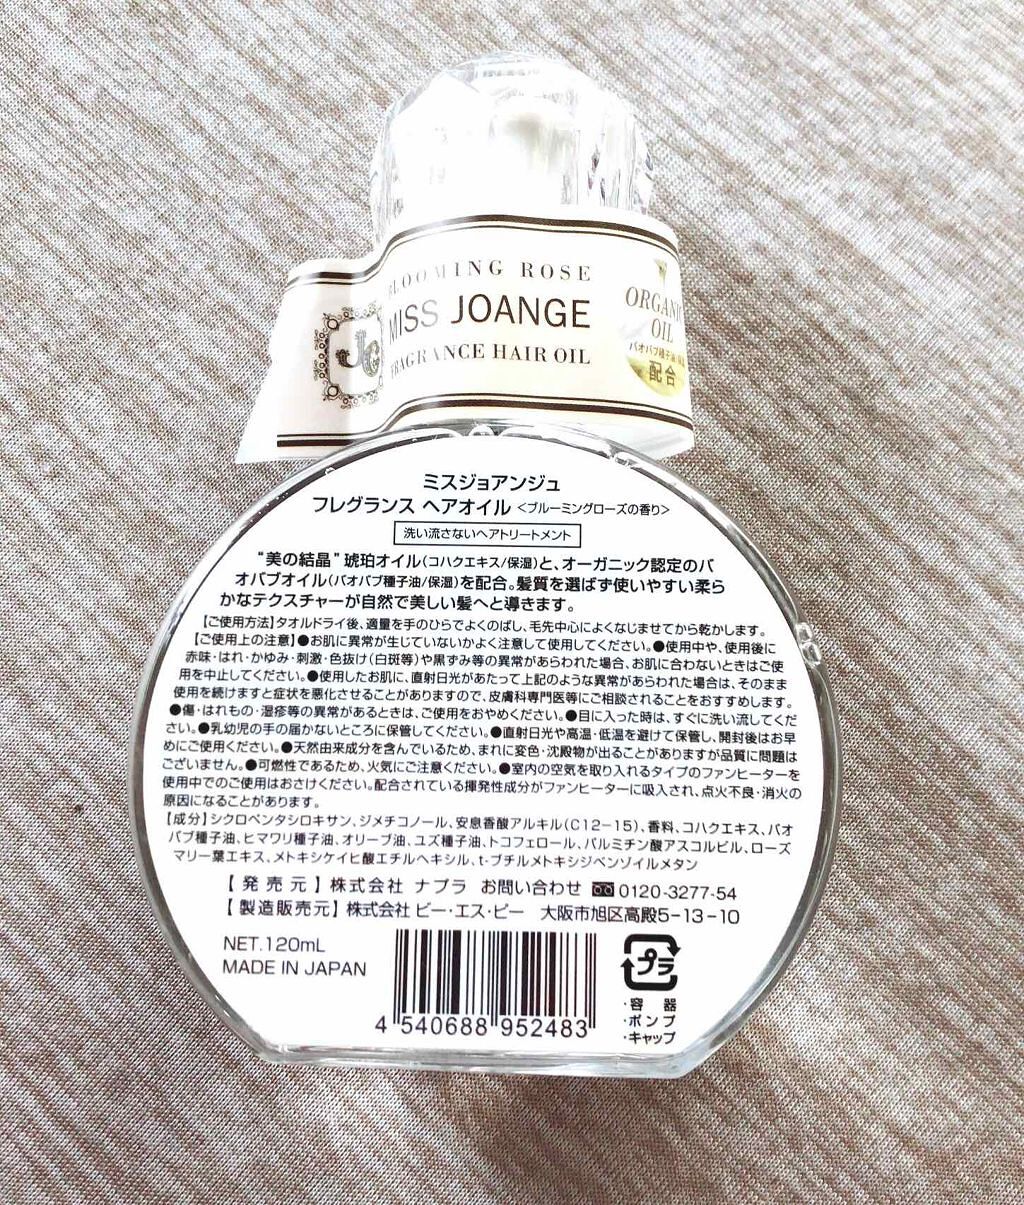 BLOOMING ROSE
MISS JOANGE
FRAGRANCE HAIR OIL
JG
ORGANIC
OIL
配合
ミスジョアンジュ
フレグランス ヘアオイル <ブルーミングローズの香り>
洗い流さないヘアトリートメント
“美の結晶”琥珀オイル(コハクエキス/保湿)と、オーガニック認定のバ
オバブオイル(バオバブ種子油/保湿)を配合。髪質を選ばず使いやすい柔ら
かなテクスチャーが自然で美しい髪へと導きます。
【ご使用方法】タオルドライ後、適量を手のひらでよくのばし、毛先中心によくなじませてから乾かします。
【ご使用上の注意】●お肌に異常が生じていないかよく注意して使用してください。●使用中や、使用後に
赤味・はれ・かゆみ・刺激・色抜け(白斑等)や黒ずみ等の異常があらわれた場合、お肌に合わないときはご使
用を中止してください。●使用したお肌に、直射日光があたって上記のような異常があらわれた場合は、そのまま
使用を続けますと症状を悪化させることがありますので、皮膚科専門医等にご相談されることをおすすめします。
●傷・はれもの・湿疹等の異常があるときは、ご使用をおやめください。●目に入った時は、すぐに洗い流してくだ
さい。●乳幼児の手の届かないところに保管してください。●直射日光や高温・低温を避けて保管し、開封後はお早
めにご使用ください。●天然由来成分を含んでいるため、まれに変色・沈殿物が出ることがありますが品質に問題は
ございません。●可燃性であるため、火気にご注意ください。●室内の空気を取り入れるタイプのファンヒーターを
使用中でのご使用はおさけください。配合されている揮発性成分がファンヒーターに吸入され、点火不良・消火の
原因になることがあります。
【成分】シクロペンタシロキサン、ジメチコノール、安息香酸アルキル(C12-15)、香料、コハクエキス、バオ
バブ種子油、ヒマワリ種子油、オリーブ油、ユズ種子油、トコフェロール、パルミチン酸アスコルビル、ローズ
マリー葉エキス、メトキシケイヒ酸エチルヘキシル、t-ブチルメトキシジベンゾイルメタン
【発売元】株式会社 ナプラ お問い合わせ 0120-3277-54
【製造販売元】株式会社 ビー・エス・ピー 大阪市旭区高殿5-13-10
NET.120mL
MADE IN JAPAN
4 540688 952483
プラ
・容 器
・ポンプ
・キャップ